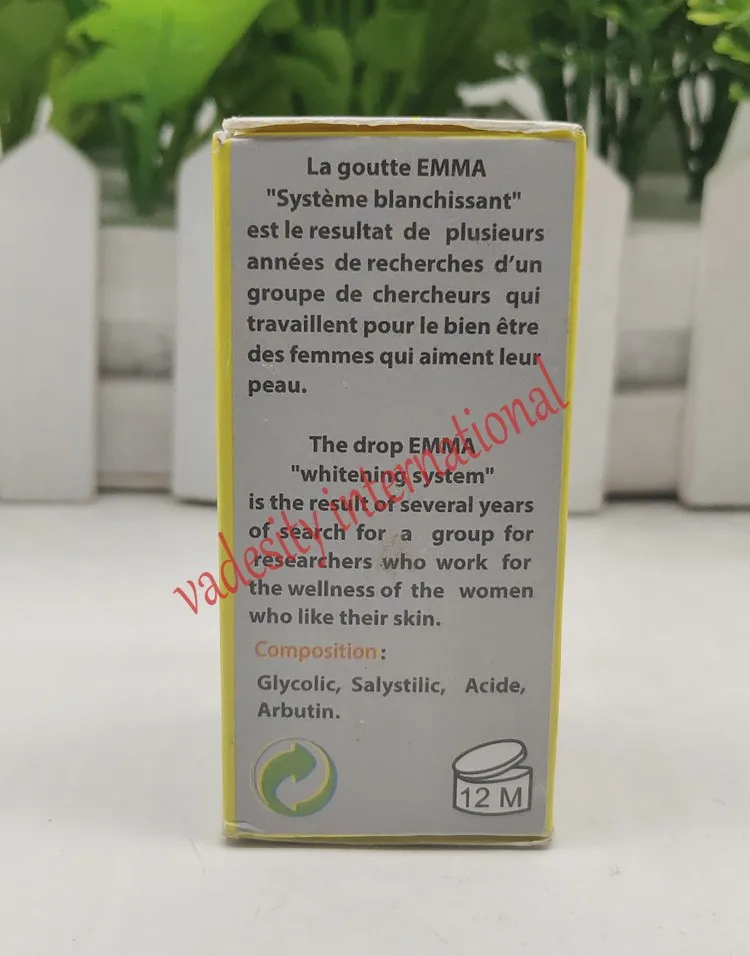 La goutte EMMA
"Système blanchissant"
est le resultat de plusieurs
années de recherches d'un
groupe de chercheurs qui
travaillent pour le bien être
des femmes qui aiment leur
peau.
The drop EMMA
"whitening system"
is the result of several years
of search for a group for
researchers who work for
the wellness of the women
who like their skin.
vadesity international
Composition:
Glycolic, Salystilic, Acide,
Arbutin.
12 M